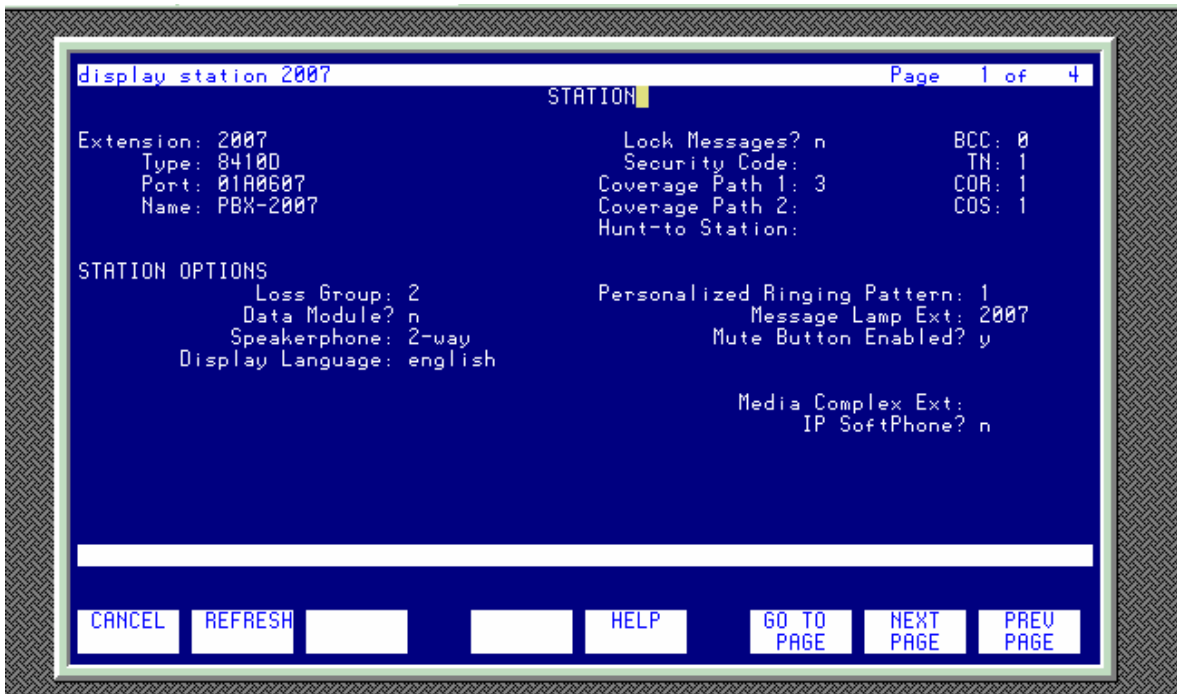 display station 2007 Page 1 of 4
STATION
Extension: 2007 Lock Messages? n BCC: 0
Type: 8410D Security Code: TN: 1
Port: 01A0607 Coverage Path 1: 3 COR: 1
Name: PBX-2007 Coverage Path 2: COS: 1
Hunt-to Station:
STATION OPTIONS
Loss Group: 2 Personalized Ringing Pattern: 1
Data Module? n Message Lamp Ext: 2007
Speakerphone: 2-way Mute Button Enabled? y
Display Language: english
Media Complex Ext:
IP SoftPhone? n
CANCEL REFRESH HELP GO TO PAGE NEXT PAGE PREV PAGE